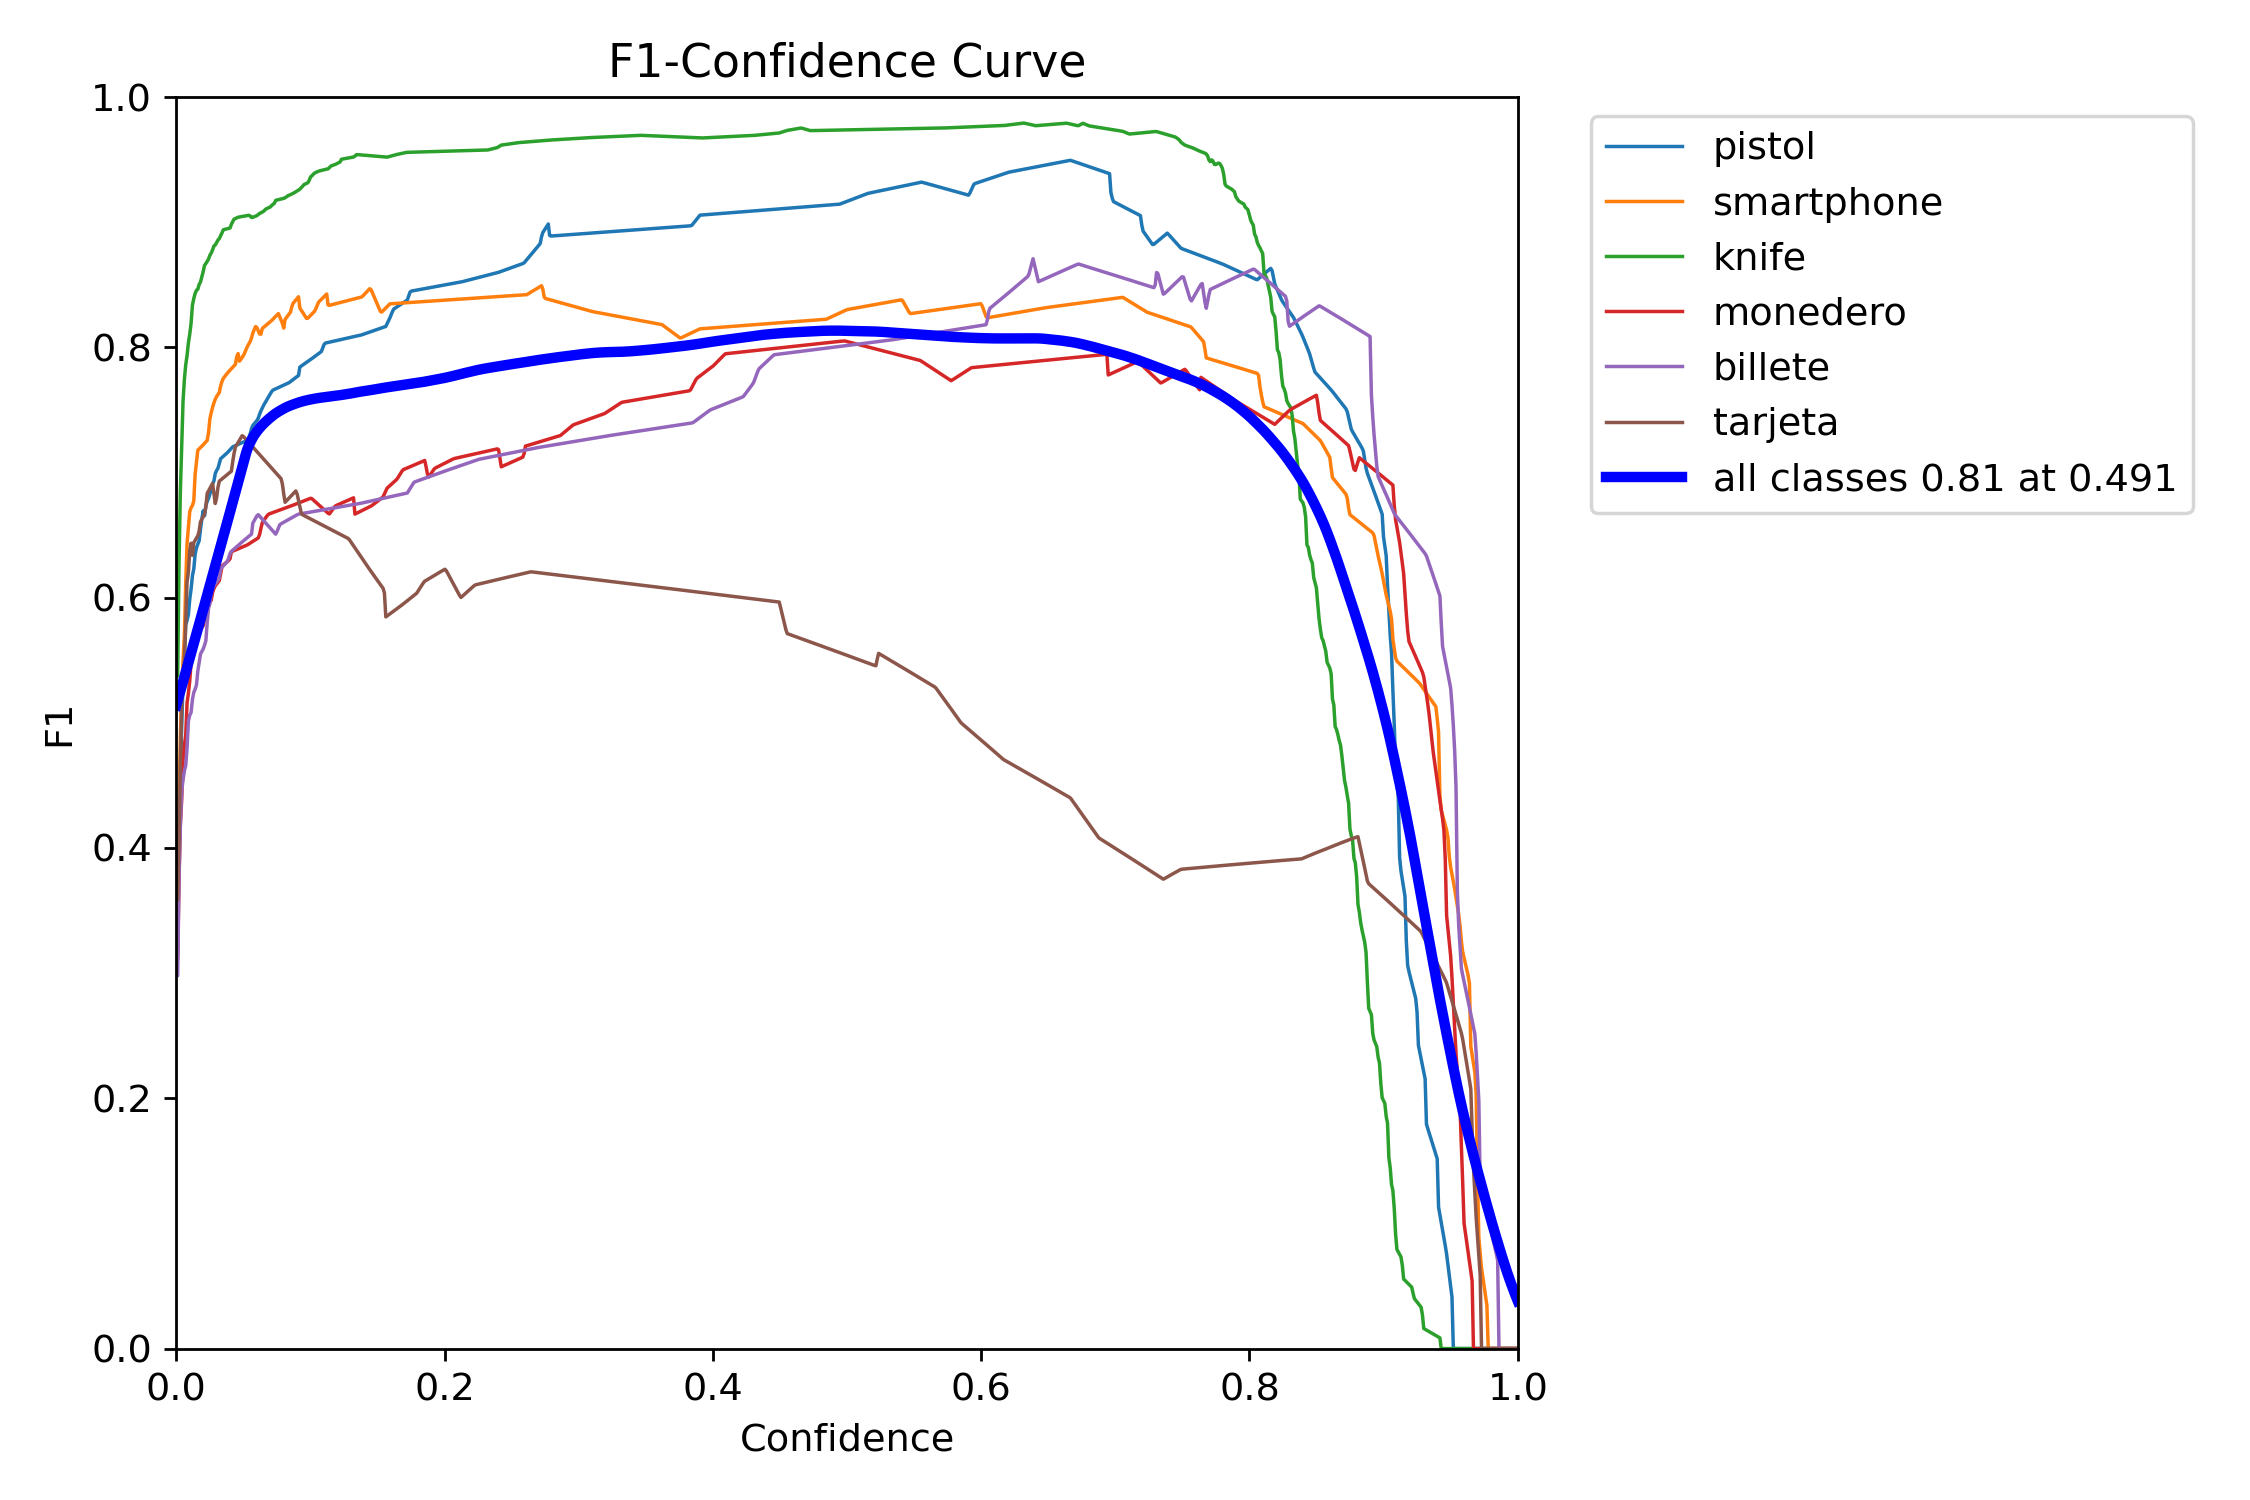 F1-Confidence Curve
1.0
0.8
0.6
0.4
0.2
0.0
F1
0.0 0.2 0.4 0.6 0.8 1.0
Confidence
pistol
smartphone
knife
monedero
billete
tarjeta
all classes 0.81 at 0.491